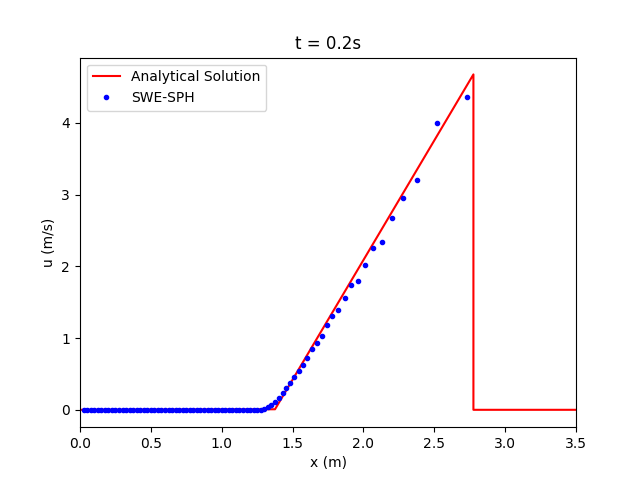 t = 0.2s
Analytical Solution
SWE-SPH
u (m/s)
4
3
2
1
0
0.0 0.5 1.0 1.5 2.0 2.5 3.0 3.5
x (m)